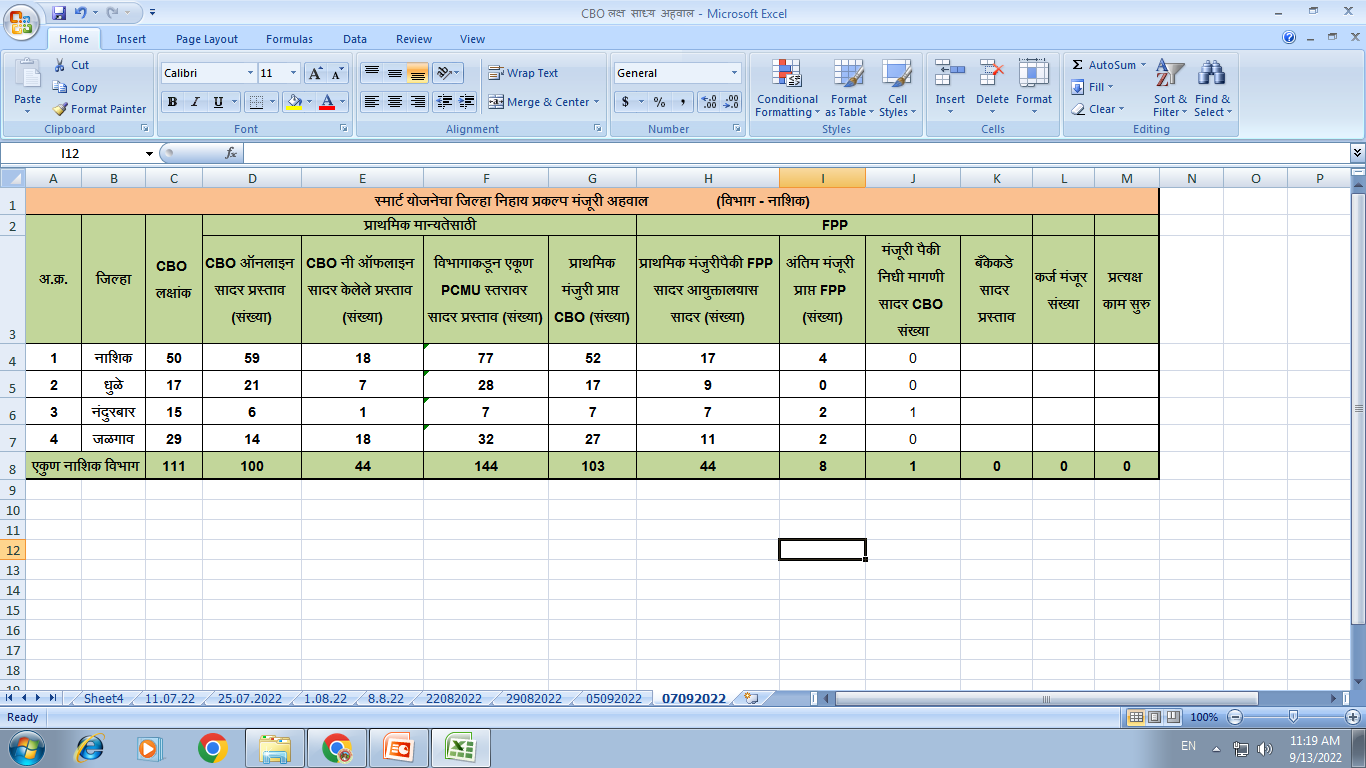 CBO लक्ष साध्य अहवाल - Microsoft Excel
Home Insert Page Layout Formulas Data Review View
Paste Cut Copy Format Painter Clipboard
Calibri 11 B I U Font
Wrap Text Merge & Center Alignment
General $ % , Number
Conditional Formatting Format as Table Cell Styles Styles
Insert Delete Format Cells
AutoSum Fill Clear Sort & Filter Find & Select Editing
I12 fx
A B C D E F G H I J K L M N O P
1 स्मार्ट योजनेचा जिल्हा निहाय प्रकल्प मंजूरी अहवाल (विभाग - नाशिक)
2 प्राथमिक मान्यतेसाठी FPP
3 अ.क्र. जिल्हा CBO लक्षांक CBO ऑनलाइन सादर प्रस्ताव (संख्या) CBO नी ऑफलाइन सादर केलेले प्रस्ताव (संख्या) विभागाकडून एकूण PCMU स्तरावर सादर प्रस्ताव (संख्या) प्राथमिक मंजुरी प्राप्त CBO (संख्या) प्राथमिक मंजुरीपैकी FPP सादर आयुक्तालयास सादर (संख्या) अंतिम मंजूरी प्राप्त FPP (संख्या) मंजूरी पैकी निधी मागणी सादर CBO संख्या बँकेकडे सादर प्रस्ताव कर्ज मंजूर संख्या प्रत्यक्ष काम सुरु
4 1 नाशिक 50 59 18 77 52 17 4 0
5 2 धुळे 17 21 7 28 17 9 0 0
6 3 नंदुरबार 15 6 1 7 7 7 2 1
7 4 जळगाव 29 14 18 32 27 11 2 0
8 एकुण नाशिक विभाग 111 100 44 144 103 44 8 1 0 0 0
9
10
11
12
13
14
15
16
17
18
19
Sheet4 11.07.22 25.07.2022 1.08.22 8.8.22 22082022 29082022 05092022 07092022
Ready 100%
EN 11:19 AM
9/13/2022